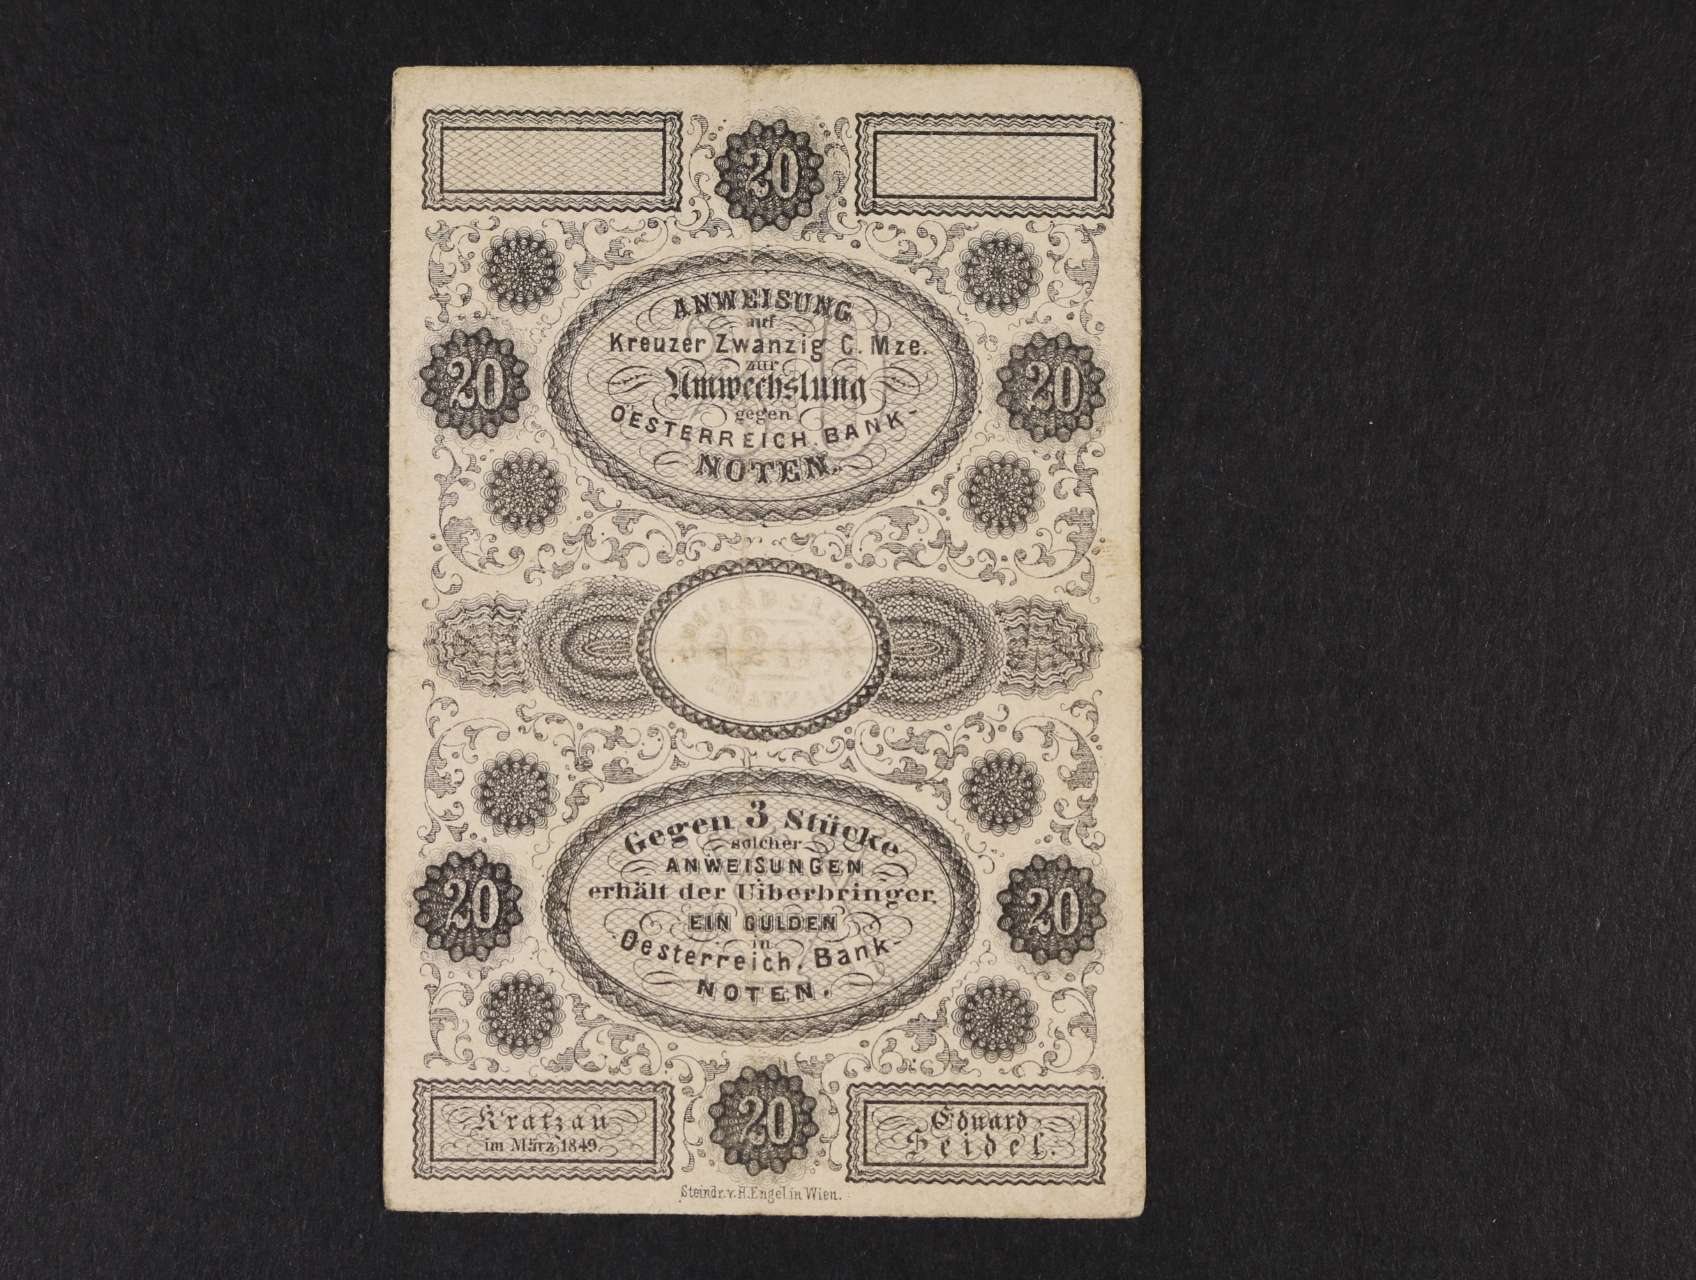 20
ANWEISUNG
auf
Kreuzer Zwanzig C. Mze.
zur
Umwechslung
gegen
OESTERREICH. BANK-
NOTEN.
20
20
Gegen 3 Stücke
solcher
ANWEISUNGEN
erhält der Uiberbringer,
EIN GULDEN
in
Oesterreich. Bank-
NOTEN.
20
20
Kratzau
im März 1849.
20
Eduard
Seidel.
Steindr. v. H. Engel in Wien.